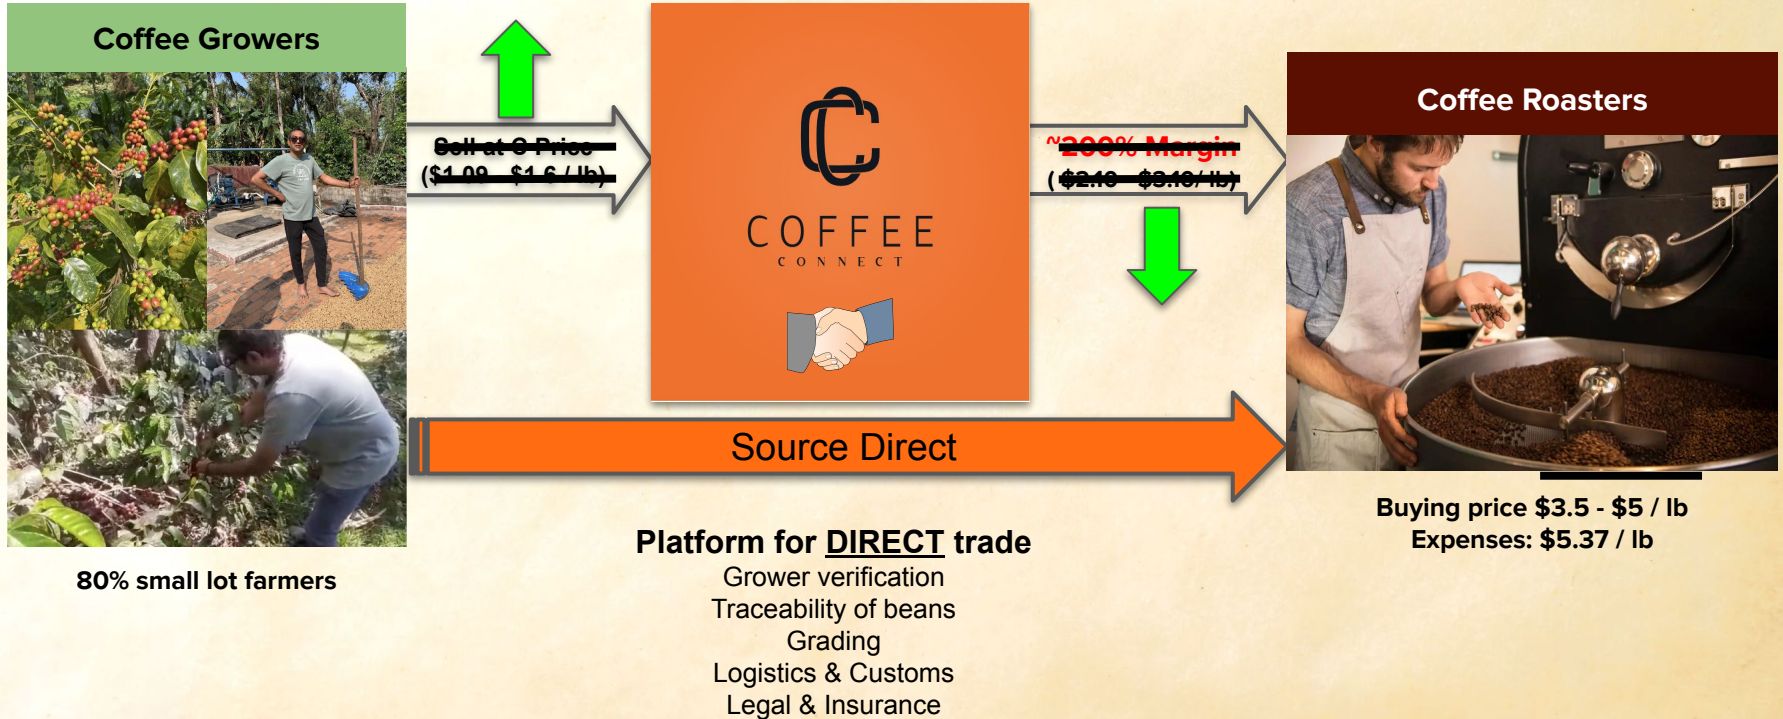 Coffee Growers
Sell at C Price
($1.09 - $1.6 / lb)
COFFEE
CONNECT
~200% Margin
( $2.10 - $3.10/ lb)
Coffee Roasters
Source Direct
Buying price $3.5 - $5 / lb
Expenses: $5.37 / lb
80% small lot farmers
Platform for DIRECT trade
Grower verification
Traceability of beans
Grading
Logistics & Customs
Legal & Insurance